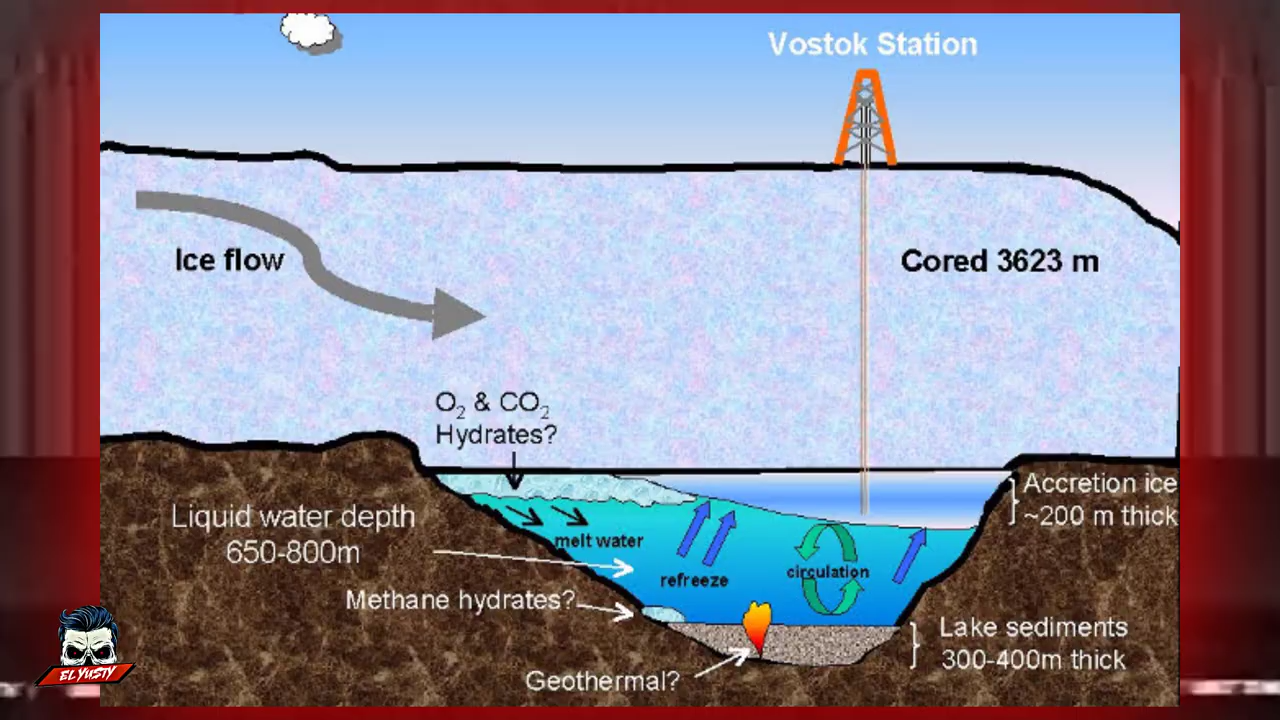 Vostok Station
Ice flow
Cored 3623 m
O₂ & CO₂
Hydrates?
Accretion ice
~200 m thick
Liquid water depth
650-800m
melt water
refreeze
circulation
Methane hydrates?
Lake sediments
300-400m thick
Geothermal?
EL YUSTY